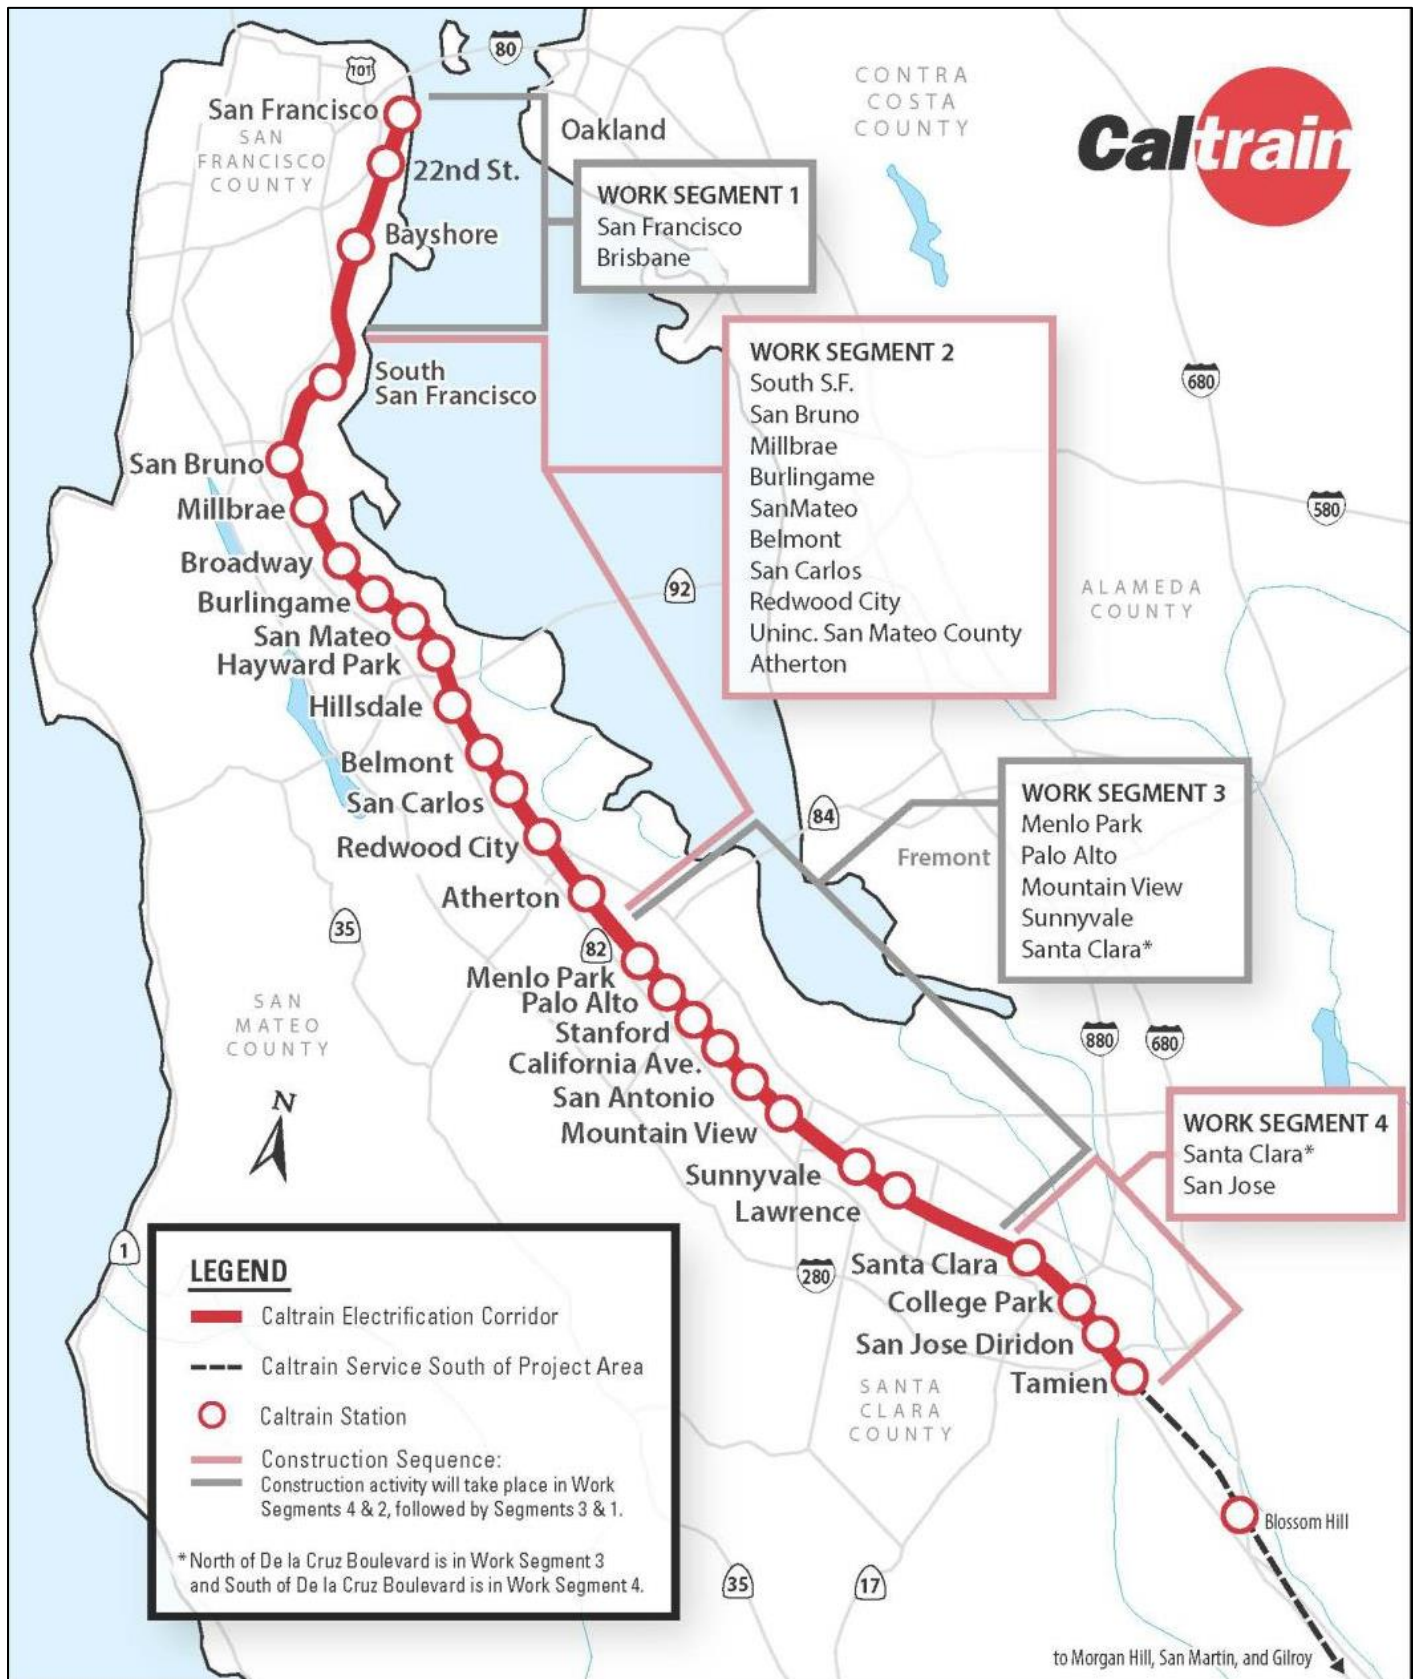 80
101
CONTRA
COSTA
COUNTY
Caltrain
San Francisco
SAN
FRANCISCO
COUNTY
Oakland
22nd St.
Bayshore
WORK SEGMENT 1
San Francisco
Brisbane
South
San Francisco
WORK SEGMENT 2
South S.F.
San Bruno
Millbrae
Burlingame
SanMateo
Belmont
San Carlos
Redwood City
Uninc. San Mateo County
Atherton
680
580
San Bruno
Millbrae
Broadway
Burlingame
San Mateo
Hayward Park
Hillsdale
Belmont
San Carlos
Redwood City
Atherton
92
ALAMEDA
COUNTY
84
Fremont
WORK SEGMENT 3
Menlo Park
Palo Alto
Mountain View
Sunnyvale
Santa Clara*
35
82
SAN
MATEO
COUNTY
N
Menlo Park
Palo Alto
Stanford
California Ave.
San Antonio
Mountain View
Sunnyvale
Lawrence
880
680
WORK SEGMENT 4
Santa Clara*
San Jose
1
280
Santa Clara
College Park
San Jose Diridon
Tamien
SANTA
CLARA
COUNTY
LEGEND
Caltrain Electrification Corridor
Caltrain Service South of Project Area
Caltrain Station
Construction Sequence:
Construction activity will take place in Work
Segments 4 & 2, followed by Segments 3 & 1.
* North of De la Cruz Boulevard is in Work Segment 3
and South of De la Cruz Boulevard is in Work Segment 4.
Blossom Hill
35
17
to Morgan Hill, San Martin, and Gilroy